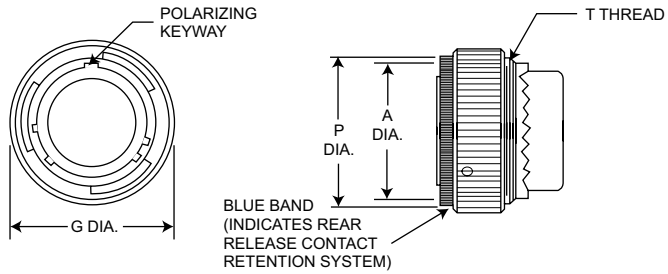 POLARIZING
KEYWAY
T THREAD
P
DIA.
A
DIA.
G DIA.
BLUE BAND
(INDICATES REAR
RELEASE CONTACT
RETENTION SYSTEM)